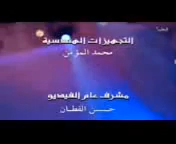 التجهيزات الهندسية
محمد المؤمن
مشرف عام الفيديو
حسن القطان